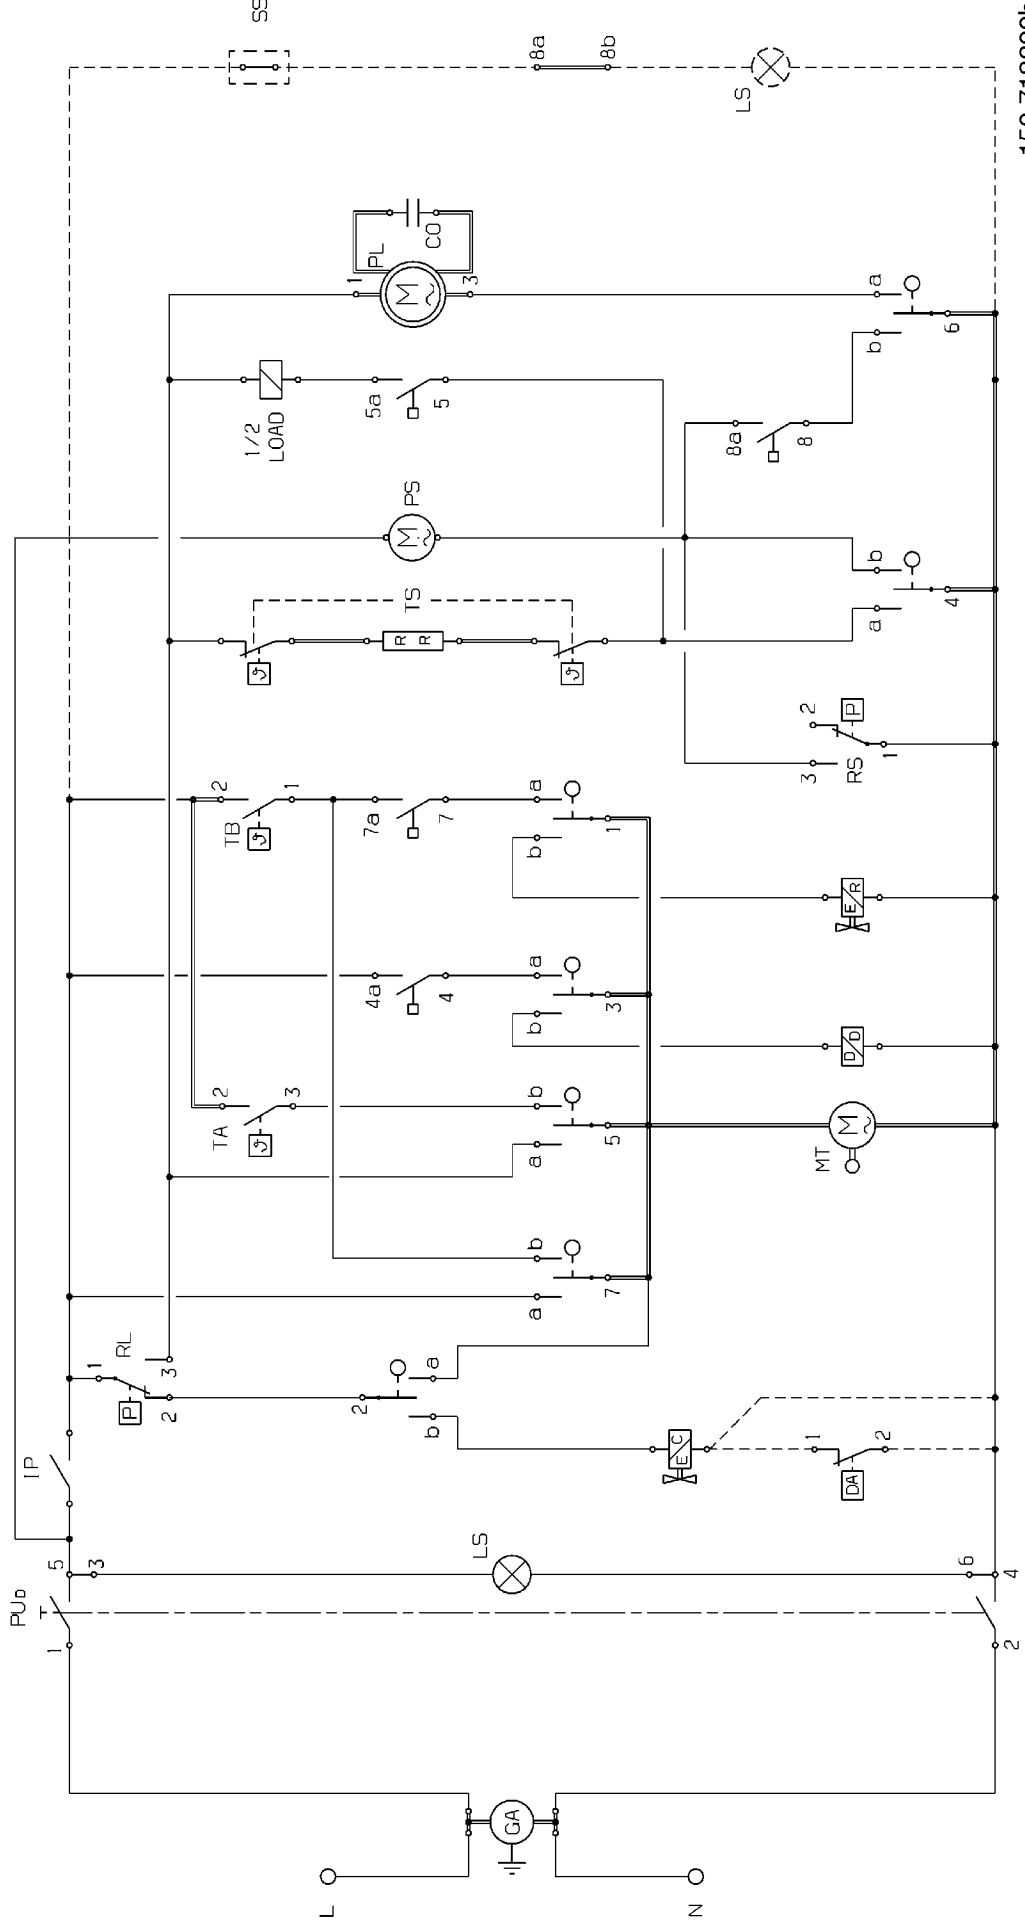 PUD
IP
1 5
3 1
P RL
2 3
TA 2
TB 2
ϑ 3 ϑ 1
ϑ
1/2
LOAD
SS
L
2
4a 7a 5a 1
PL
R R
M
PS
TS
M
CO
a b
4 7 5 3
LS
GA
a b b a b a 8a
ϑ
7 5 3 1
8b
E C
N
8a
LS
8
1 3 2
MT D D E R
M
DA P
RS
a b b a
2 1
4 6
6
2 4